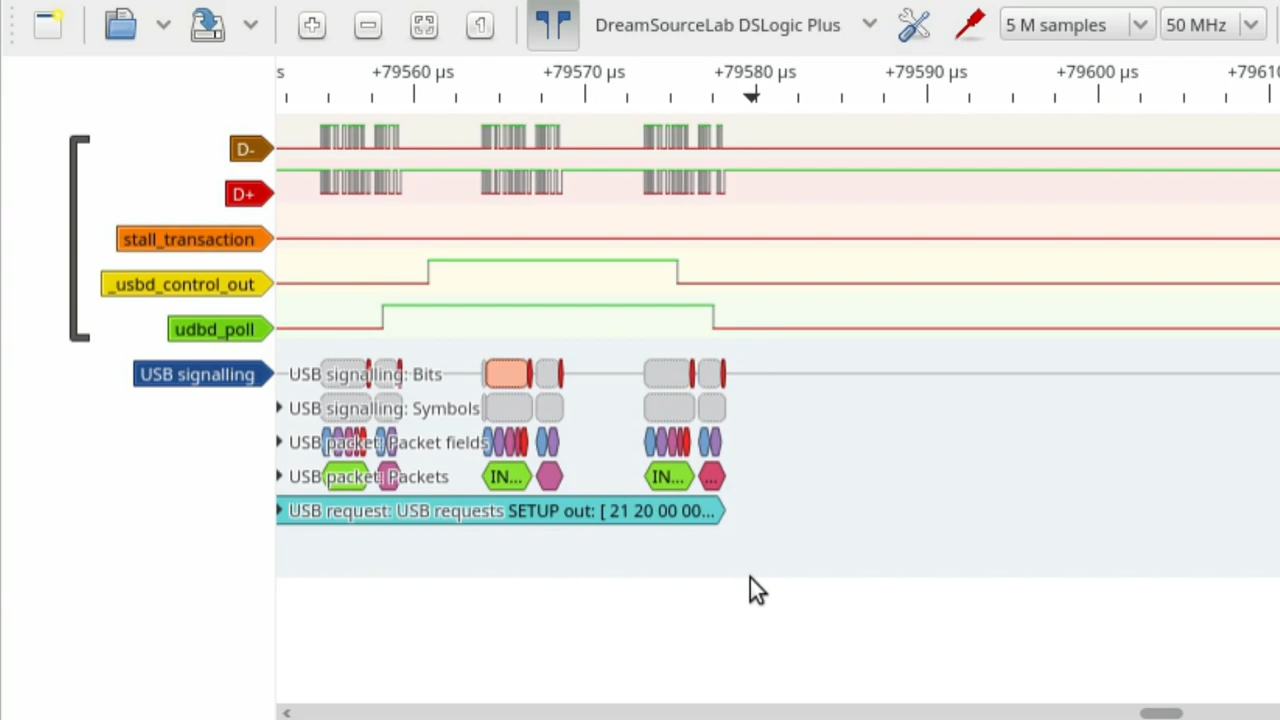 DreamSourceLab DSLogic Plus 5 M samples 50 MHz
s +79560 µs +79570 µs +79580 µs +79590 µs +79600 µs +79610
D-
D+
stall_transaction
_usbd_control_out
udbd_poll
USB signalling USB signalling: Bits
USB signalling: Symbols
USB packet: Packet fields
USB packet: Packets IN... IN... ...
USB request: USB requests SETUP out: [ 21 20 00 00...